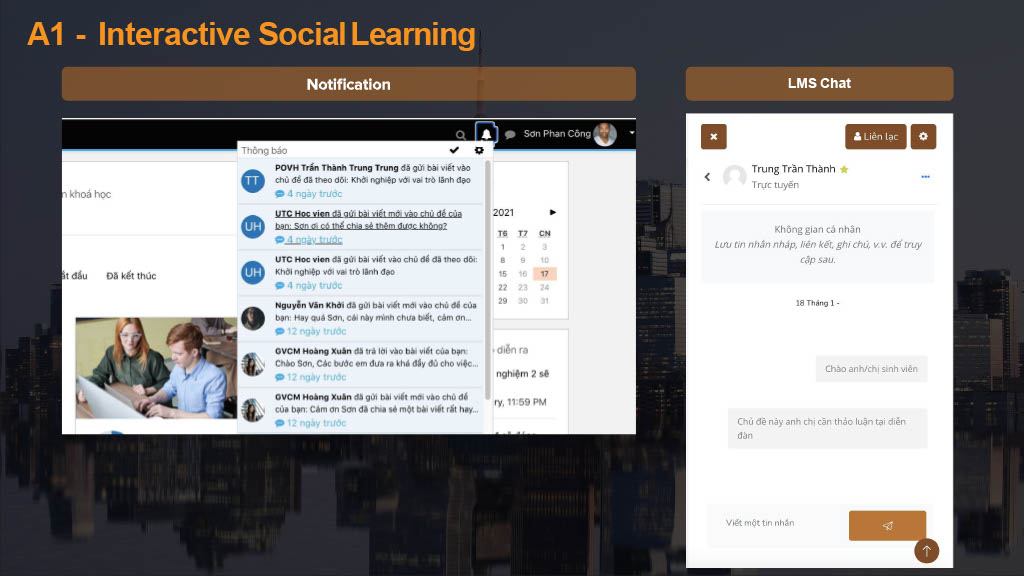 A1 - Interactive Social Learning
Notification
LMS Chat
Sơn Phan Công
Thông báo
n khoá học
ắt đầu
Đã kết thúc
TT
POVH Trần Thành Trung Trung đã gửi bài viết vào
chủ đề đã theo dõi: Khởi nghiệp với vai trò lãnh đạo
4 ngày trước
UH
UTC Hoc vien đã gửi bài viết mới vào chủ đề của
bạn: Sơn ơi có thể chia sẻ thêm được không?
4 ngày trước
UH
UTC Hoc vien đã gửi bài viết vào chủ đề đã theo dõi:
Khởi nghiệp với vai trò lãnh đạo
4 ngày trước
Nguyễn Văn Khởi đã gửi bài viết mới vào chủ đề của
bạn: Hay quá Sơn, cái này mình chưa biết, cảm ơn...
12 ngày trước
GVCM Hoàng Xuân đã trả lời vào bài viết của bạn:
Chào Sơn, Các bước em đưa ra khá đầy đủ cho việc...
12 ngày trước
GVCM Hoàng Xuân đã gửi bài viết mới vào chủ đề
của bạn: Cảm ơn Sơn đã chia sẻ một bài viết rất hay...
12 ngày trước
2021
T6 T7 CN
1 2 3
8 9 10
15 16 17
22 23 24
29 30 31
diễn ra
nghiệm 2 sẽ
ry, 11:59 PM
Liên lạc
Trung Trần Thành
Trực tuyến
Không gian cá nhân
Lưu tin nhắn nháp, liên kết, ghi chú, v.v. để truy
cập sau.
18 Tháng 1 -
Chào anh/chị sinh viên
Chủ đề này anh chị cần thảo luận tại diễn
đàn
Viết một tin nhắn